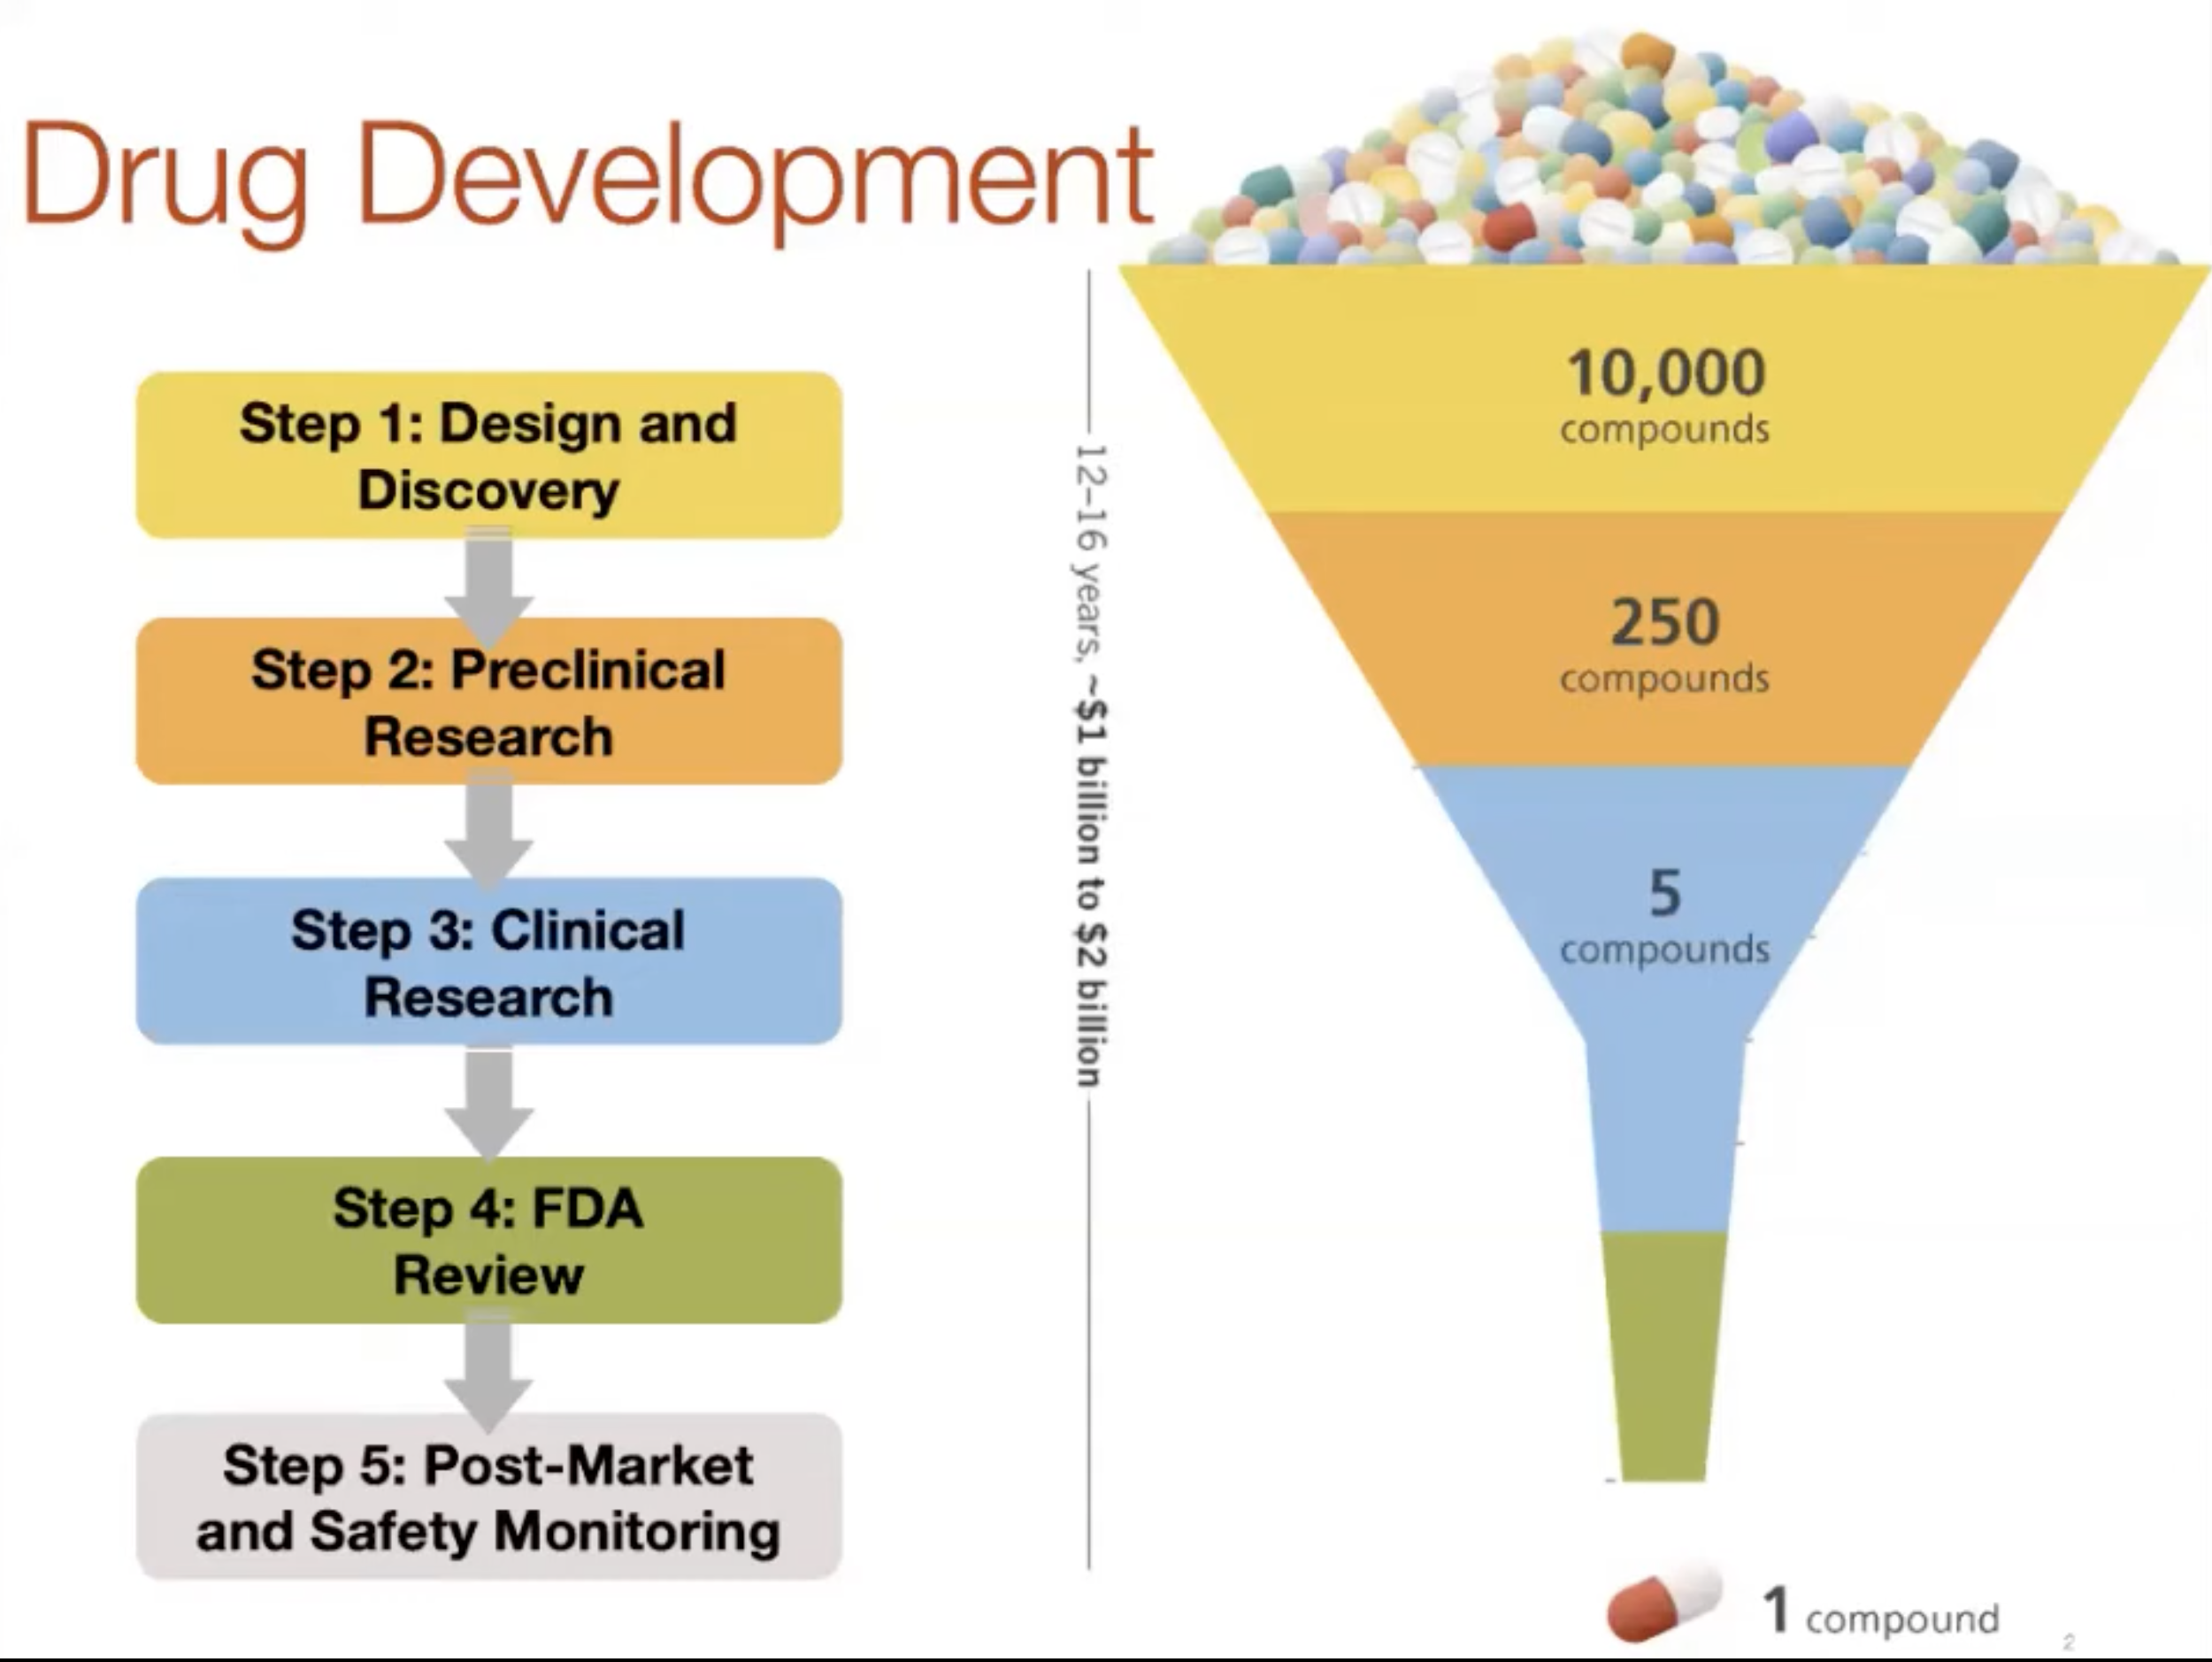 Drug Development
Step 1: Design and
Discovery
Step 2: Preclinical
Research
Step 3: Clinical
Research
Step 4: FDA
Review
Step 5: Post-Market
and Safety Monitoring
12–16 years, ~$1 billion to $2 billion
10,000
compounds
250
compounds
5
compounds
1 compound
2